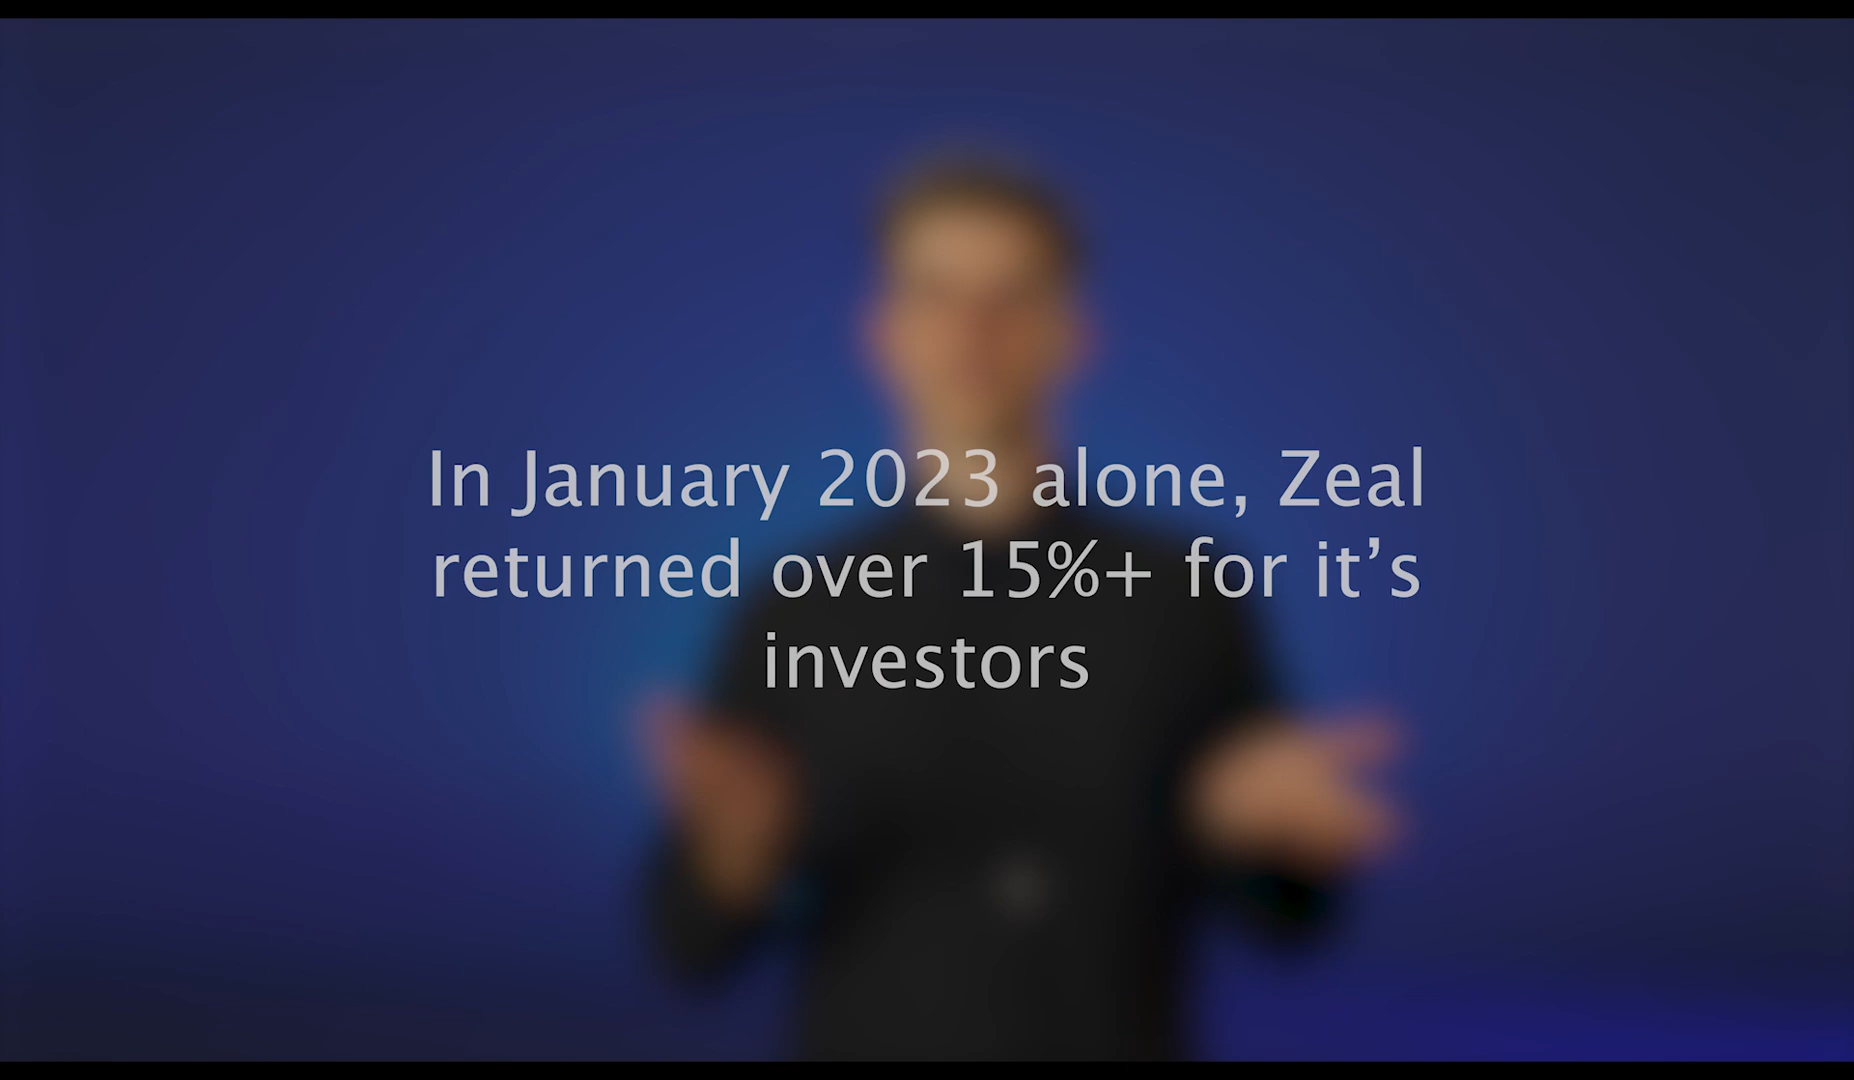 In January 2023 alone, Zeal
returned over 15%+ for it’s
investors